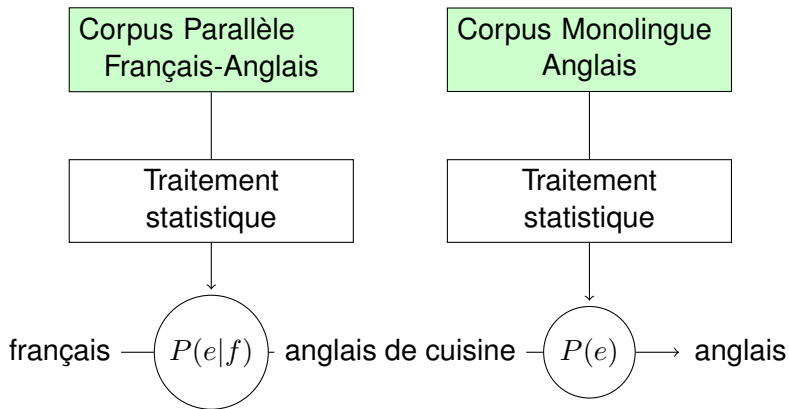 Corpus Parallèle
Français-Anglais
Corpus Monolingue
Anglais
Traitement
statistique
Traitement
statistique
français
P(e|f)
anglais de cuisine
P(e)
anglais